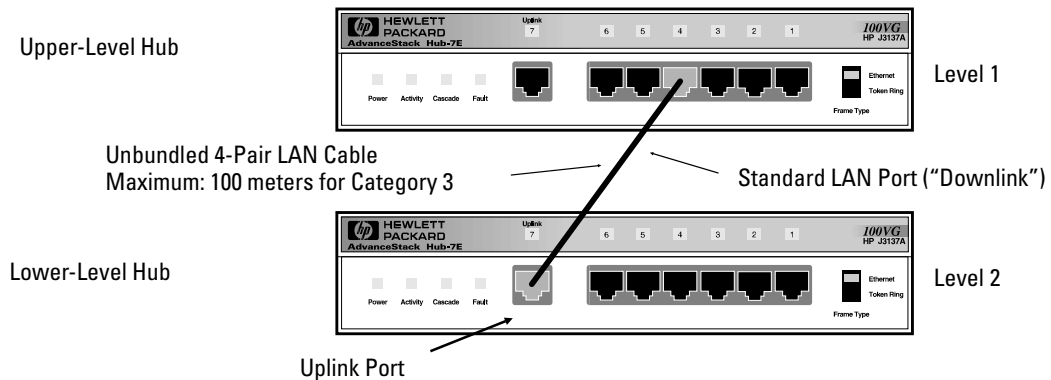 Upper-Level Hub
HEWLETT
PACKARD
AdvanceStack Hub-7E
Uplink
7 6 5 4 3 2 1
100VG
HP J3137A
Power Activity Cascade Fault
Ethernet
Token Ring
Frame Type
Level 1
Unbundled 4-Pair LAN Cable
Maximum: 100 meters for Category 3
Standard LAN Port (“Downlink”)
Lower-Level Hub
HEWLETT
PACKARD
AdvanceStack Hub-7E
Uplink
7 6 5 4 3 2 1
100VG
HP J3137A
Power Activity Cascade Fault
Ethernet
Token Ring
Frame Type
Level 2
Uplink Port